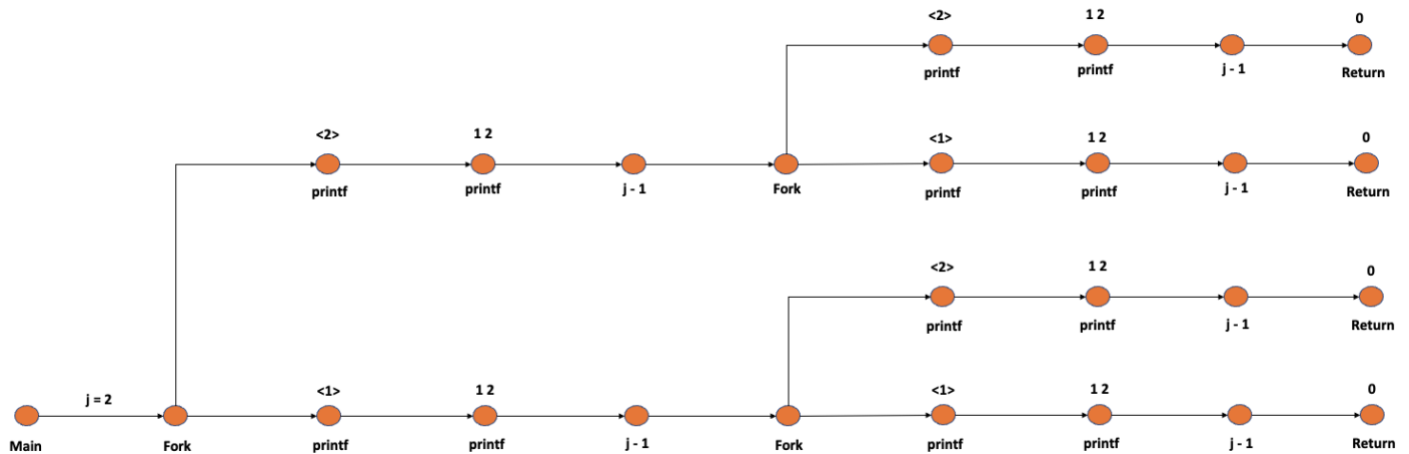 <2> 1 2 0
printf printf j - 1 Return
<2> 1 2 <1> 1 2 0
printf printf j - 1 Fork printf printf j - 1 Return
<2> 1 2 0
printf printf j - 1 Return
j = 2 <1> 1 2 <1> 1 2 0
Main Fork printf printf j - 1 Fork printf printf j - 1 Return